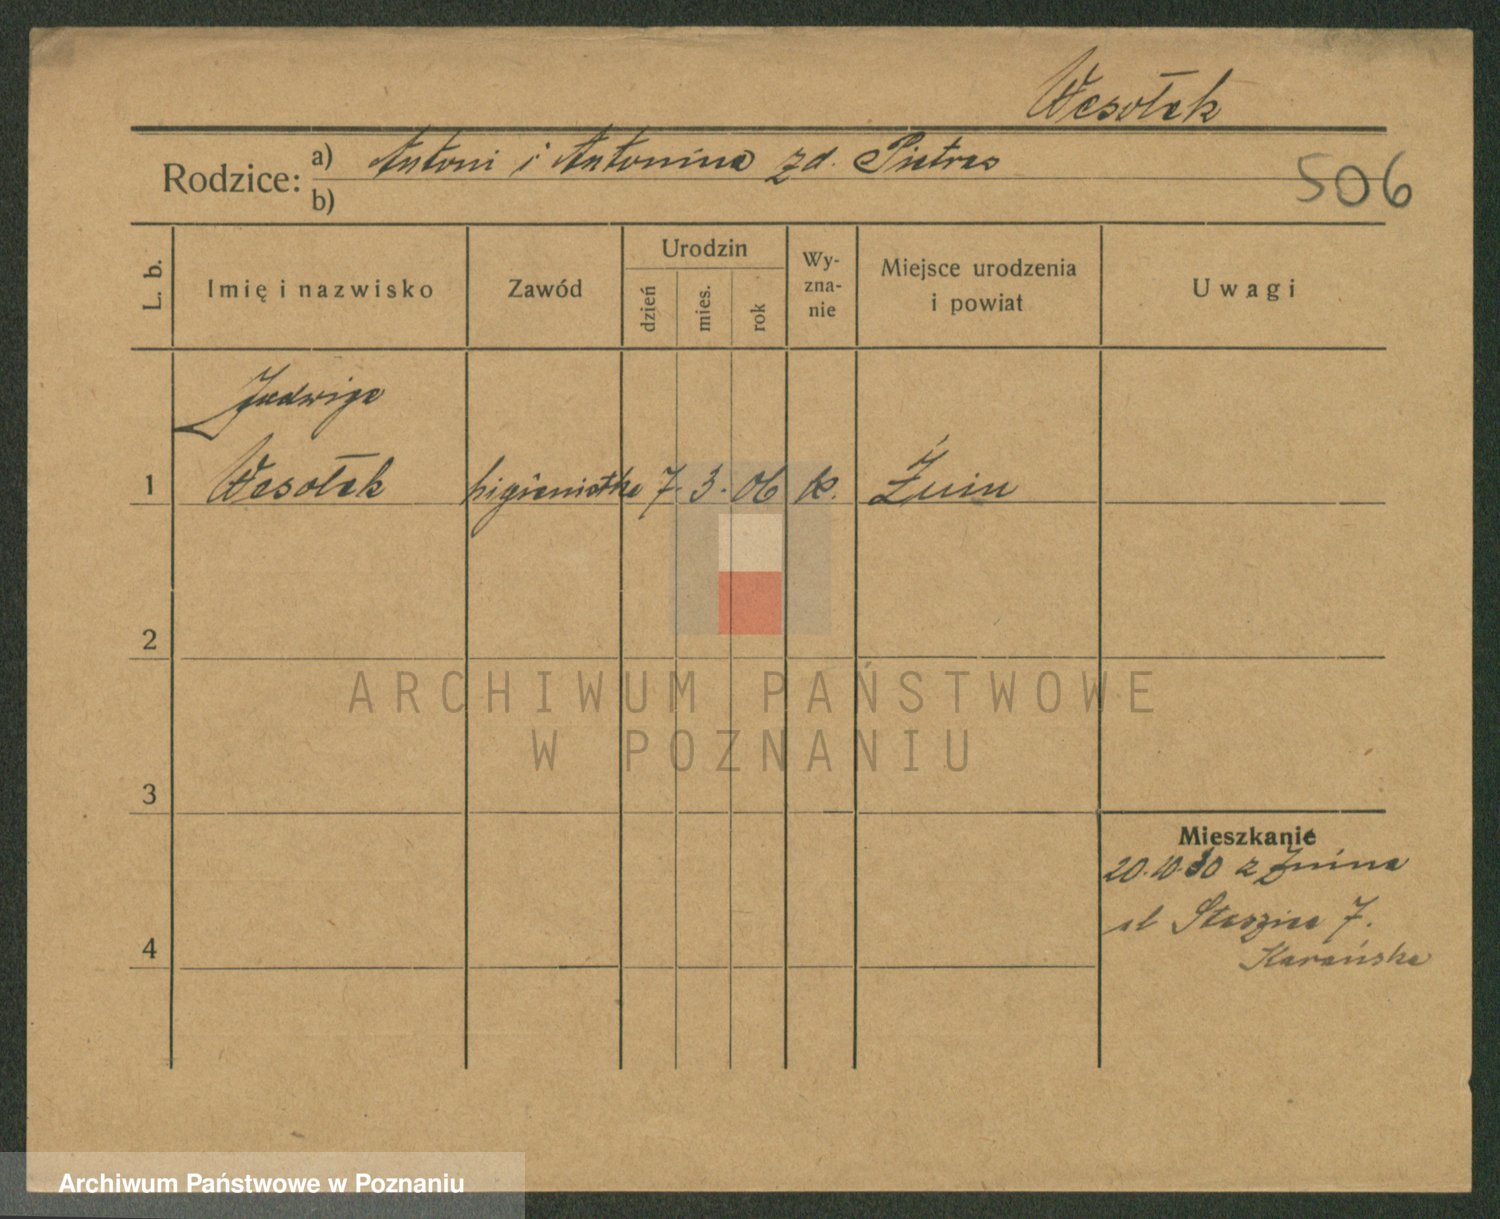 Wesołek
Rodzice: a) Antoni i Antonina zd. Pietras
506
b)
L. b.
Imię i nazwisko
Zawód
Urodzin
dzień
mies.
rok
Wy-
zna-
nie
Miejsce urodzenia
i powiat
Uwagi
Jadwiga
1 Wesołek higienistka 7. 3. 06 k. Żnin
2
ARCHIWUM PAŃSTWOWE
W POZNANIU
3
Mieszkanie
20.10.30 z Żnina
ul Staszica 7.
4
Archiwum Państwowe w Poznaniu